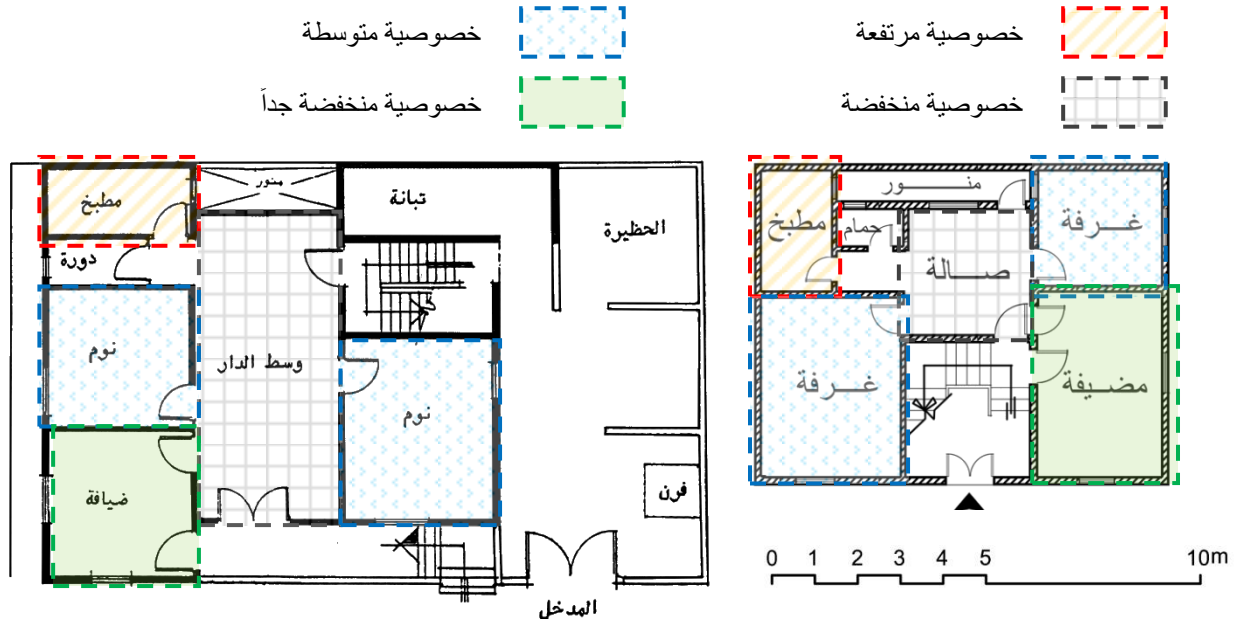 خصوصية مرتفعة
خصوصية متوسطة
خصوصية منخفضة
خصوصية منخفضة جداً
منور
مطبخ
حمام
صالة
غرفة
غرفة
مضيفة
منور
مطبخ
تبانة
الحظيرة
دورة
نوم
وسط الدار
نوم
ضيافة
فرن
المدخل
0 1 2 3 4 5 10m